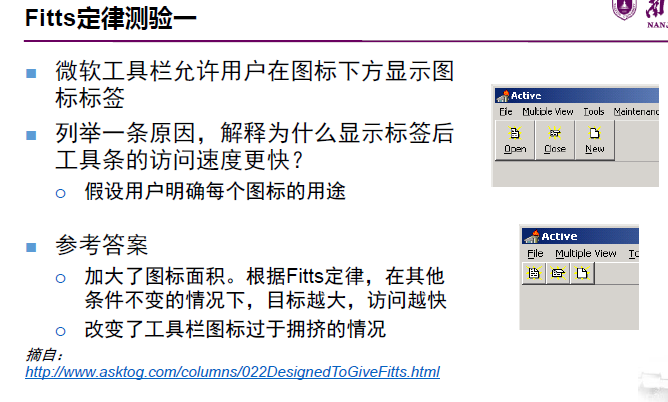 Fitts定律测验一
NANJ
微软工具栏允许用户在图标下方显示图
标标签
列举一条原因，解释为什么显示标签后
工具条的访问速度更快？
假设用户明确每个图标的用途
Active
File Multiple View Tools Maintenanc
Open Close New
参考答案
加大了图标面积。根据Fitts定律，在其他
条件不变的情况下，目标越大，访问越快
改变了工具栏图标过于拥挤的情况
Active
File Multiple View To
摘自：
http://www.asktog.com/columns/022DesignedToGiveFitts.html